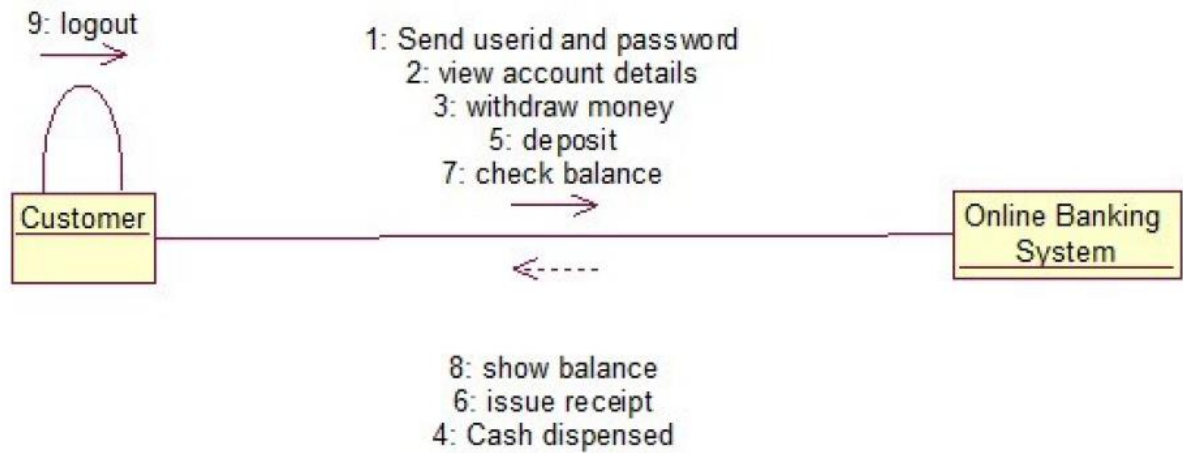 9: logout
1: Send userid and password
2: view account details
3: withdraw money
5: deposit
7: check balance
Customer
Online Banking
System
8: show balance
6: issue receipt
4: Cash dispensed